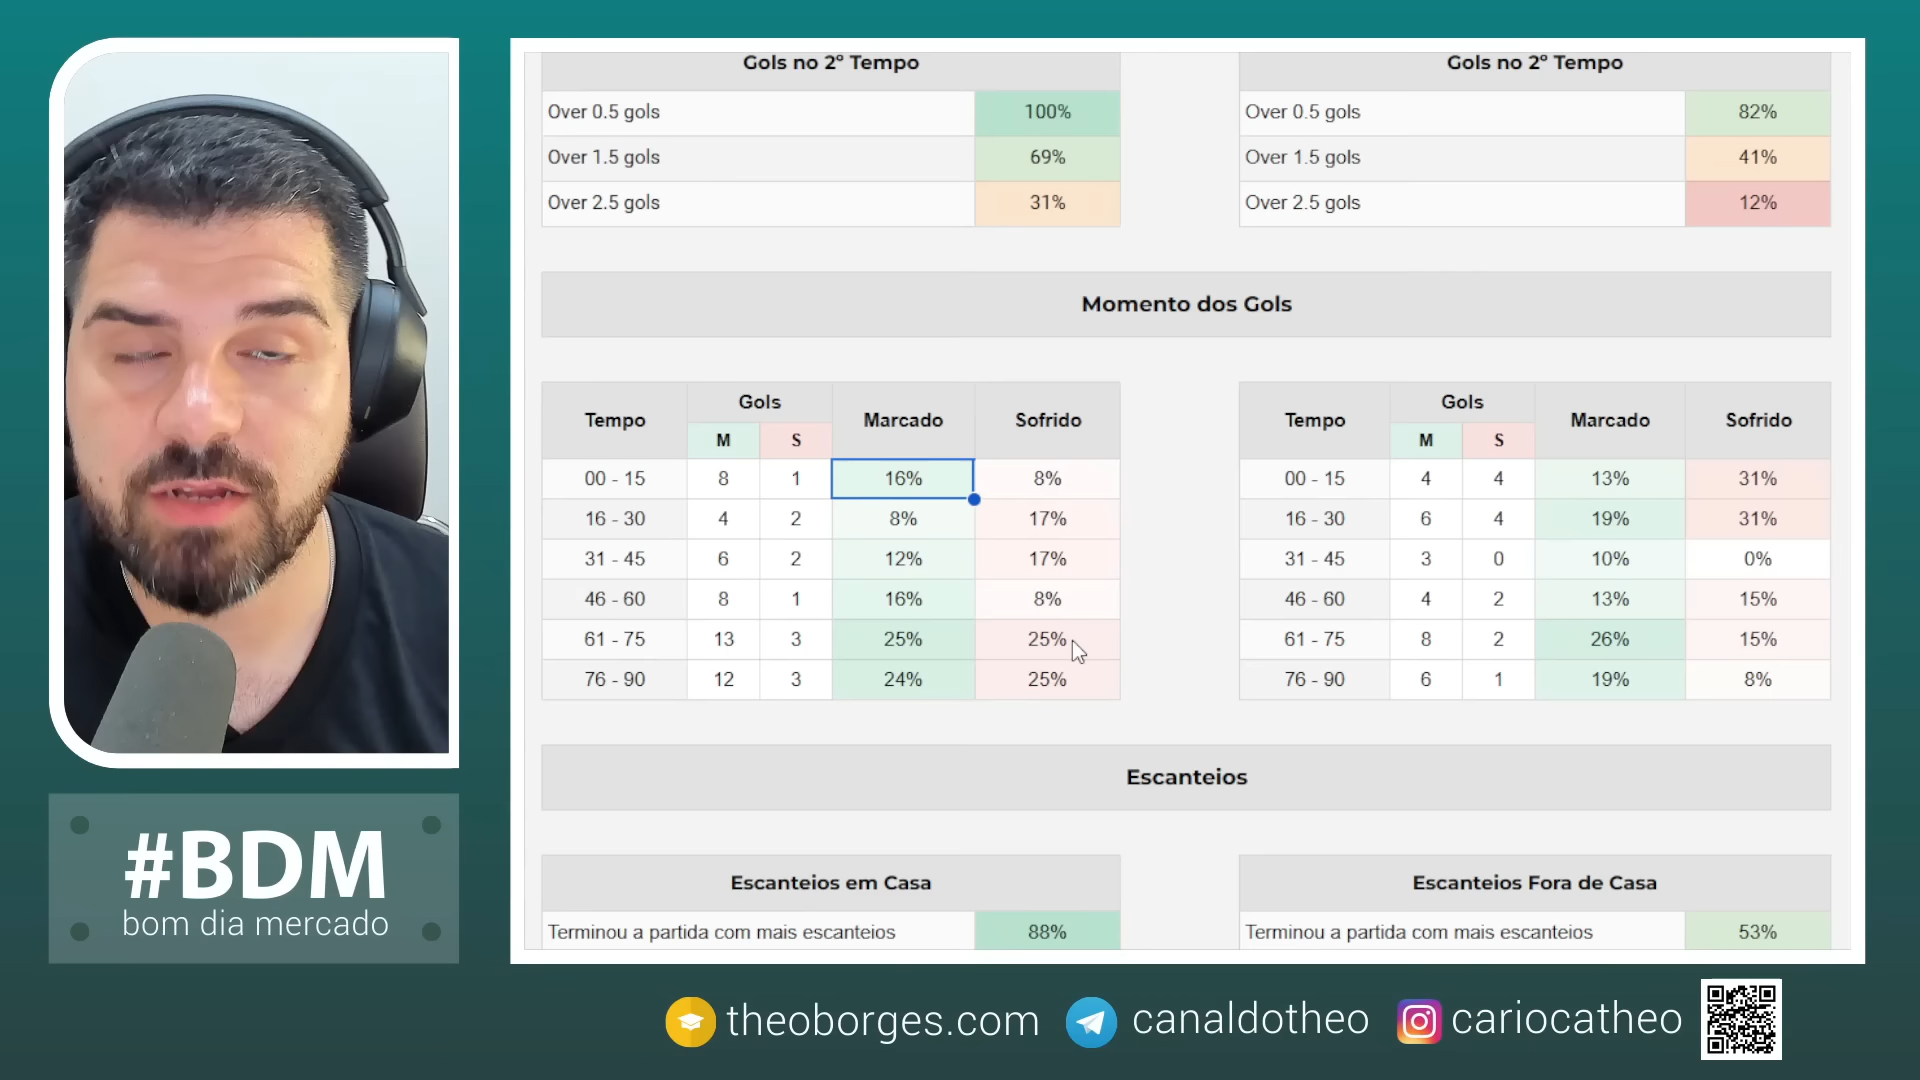 Gols no 2º Tempo
Over 0.5 gols 100%
Over 1.5 gols 69%
Over 2.5 gols 31%
Gols no 2º Tempo
Over 0.5 gols 82%
Over 1.5 gols 41%
Over 2.5 gols 12%
Momento dos Gols
Tempo Gols Marcado Sofrido
M S
00 - 15 8 1 16% 8%
16 - 30 4 2 8% 17%
31 - 45 6 2 12% 17%
46 - 60 8 1 16% 8%
61 - 75 13 3 25% 25%
76 - 90 12 3 24% 25%
Tempo Gols Marcado Sofrido
M S
00 - 15 4 4 13% 31%
16 - 30 6 4 19% 31%
31 - 45 3 0 10% 0%
46 - 60 4 2 13% 15%
61 - 75 8 2 26% 15%
76 - 90 6 1 19% 8%
Escanteios
Escanteios em Casa
Terminou a partida com mais escanteios 88%
Escanteios Fora de Casa
Terminou a partida com mais escanteios 53%
#BDM
bom dia mercado
theoborges.com canaldotheo cariocatheo